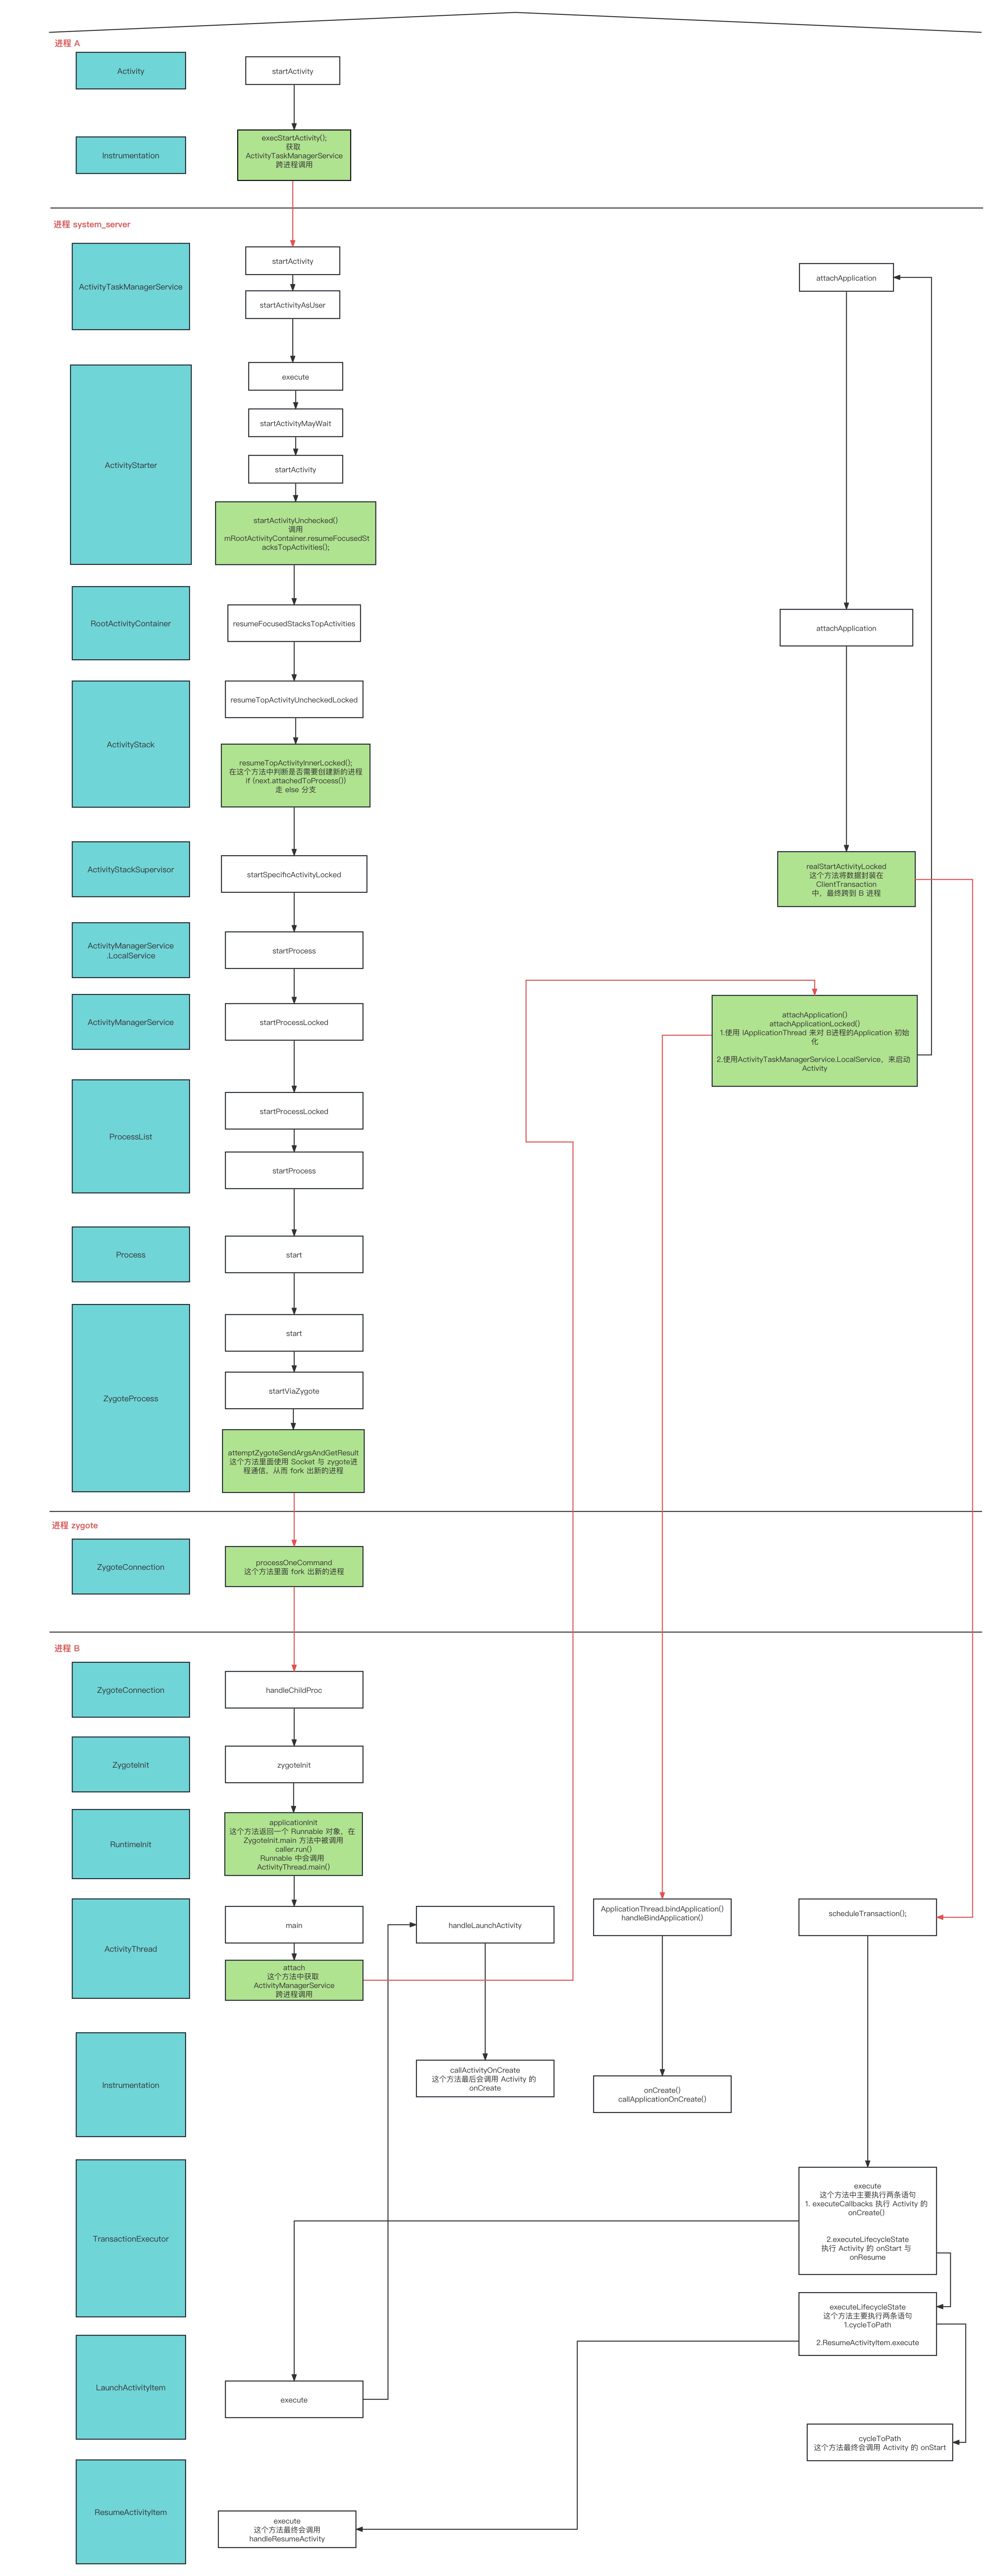 进程 A
Activity
startActivity
Instrumentation
execStartActivity();
获取
ActivityTaskManagerService
跨进程调用
进程 system_server
ActivityTaskManagerService
startActivity
startActivityAsUser
attachApplication
ActivityStarter
execute
startActivityMayWait
startActivity
startActivityUnchecked()
调用
mRootActivityContainer.resumeFocusedSt
acksTopActivities();
RootActivityContainer
resumeFocusedStacksTopActivities
attachApplication
ActivityStack
resumeTopActivityUncheckedLocked
resumeTopActivityInnerLocked();
在这个方法中判断是否需要创建新的进程
if (next.attachedToProcess())
走 else 分支
ActivityStackSupervisor
startSpecificActivityLocked
realStartActivityLocked
这个方法将数据封装在
ClientTransaction
中，最终跨到 B 进程
ActivityManagerService
.LocalService
startProcess
ActivityManagerService
startProcessLocked
attachApplication()
attachApplicationLocked()
1.使用 IApplicationThread 来对 B进程的Application 初始
化
2.使用ActivityTaskManagerService.LocalService，来启动
Activity
ProcessList
startProcessLocked
startProcess
Process
start
ZygoteProcess
start
startViaZygote
attemptZygoteSendArgsAndGetResult
这个方法里面使用 Socket 与 zygote进
程通信，从而 fork 出新的进程
进程 zygote
ZygoteConnection
processOneCommand
这个方法里面 fork 出新的进程
进程 B
ZygoteConnection
handleChildProc
ZygoteInit
zygoteInit
RuntimeInit
applicationInit
这个方法返回一个 Runnable 对象，在
ZygoteInit.main 方法中被调用
caller.run()
Runnable 中会调用
ActivityThread.main()
ActivityThread
main
attach
这个方法中获取
ActivityManagerService
跨进程调用
handleLaunchActivity
ApplicationThread.bindApplication()
handleBindApplication()
scheduleTransaction();
Instrumentation
callActivityOnCreate
这个方法最后会调用 Activity 的
onCreate
onCreate()
callApplicationOnCreate()
TransactionExecutor
execute
这个方法中主要执行两条语句
1. executeCallbacks 执行 Activity 的
onCreate()
2.executeLifecycleState
执行 Activity 的 onStart 与
onResume
executeLifecycleState
这个方法主要执行两条语句
1.cycleToPath
2.ResumeActivityItem.execute
LaunchActivityItem
execute
cycleToPath
这个方法最终会调用 Activity 的 onStart
ResumeActivityItem
execute
这个方法最终会调用
handleResumeActivity